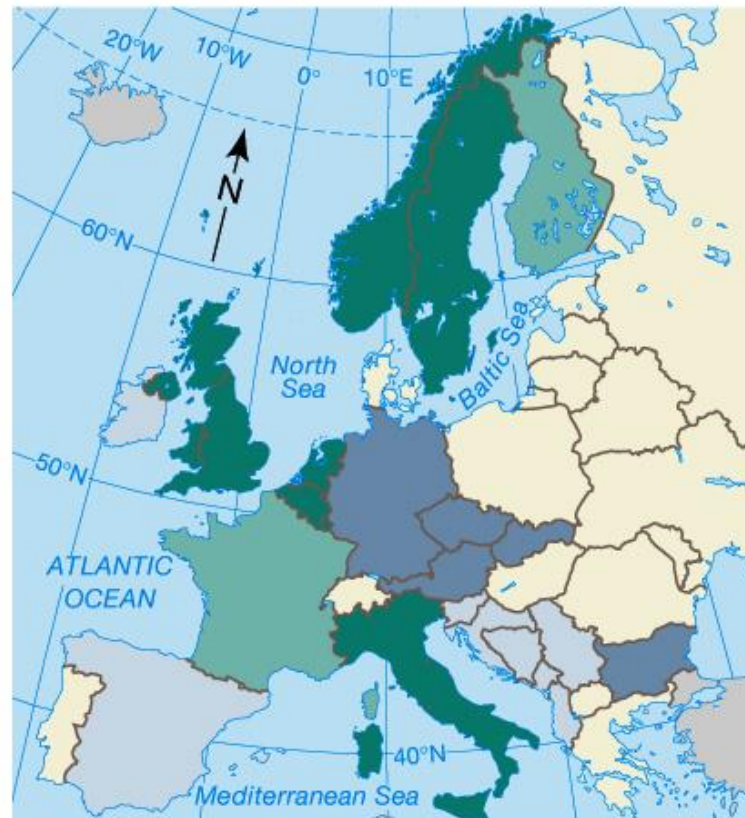 20°W
10°W
0°
10°E
N
60°N
North
Sea
Baltic Sea
50°N
ATLANTIC
OCEAN
40°N
Mediterranean Sea